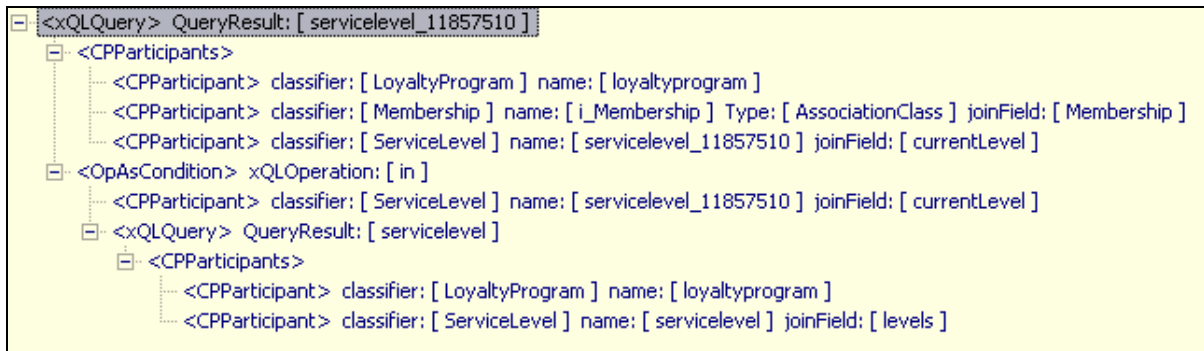 <xQLQuery> QueryResult: [ servicelevel_11857510 ]
<CPParticipants>
<CPParticipant> classifier: [ LoyaltyProgram ] name: [ loyaltyprogram ]
<CPParticipant> classifier: [ Membership ] name: [ i_Membership ] Type: [ AssociationClass ] joinField: [ Membership ]
<CPParticipant> classifier: [ ServiceLevel ] name: [ servicelevel_11857510 ] joinField: [ currentLevel ]
<OpAsCondition> xQLOperation: [ in ]
<CPParticipant> classifier: [ ServiceLevel ] name: [ servicelevel_11857510 ] joinField: [ currentLevel ]
<xQLQuery> QueryResult: [ servicelevel ]
<CPParticipants>
<CPParticipant> classifier: [ LoyaltyProgram ] name: [ loyaltyprogram ]
<CPParticipant> classifier: [ ServiceLevel ] name: [ servicelevel ] joinField: [ levels ]